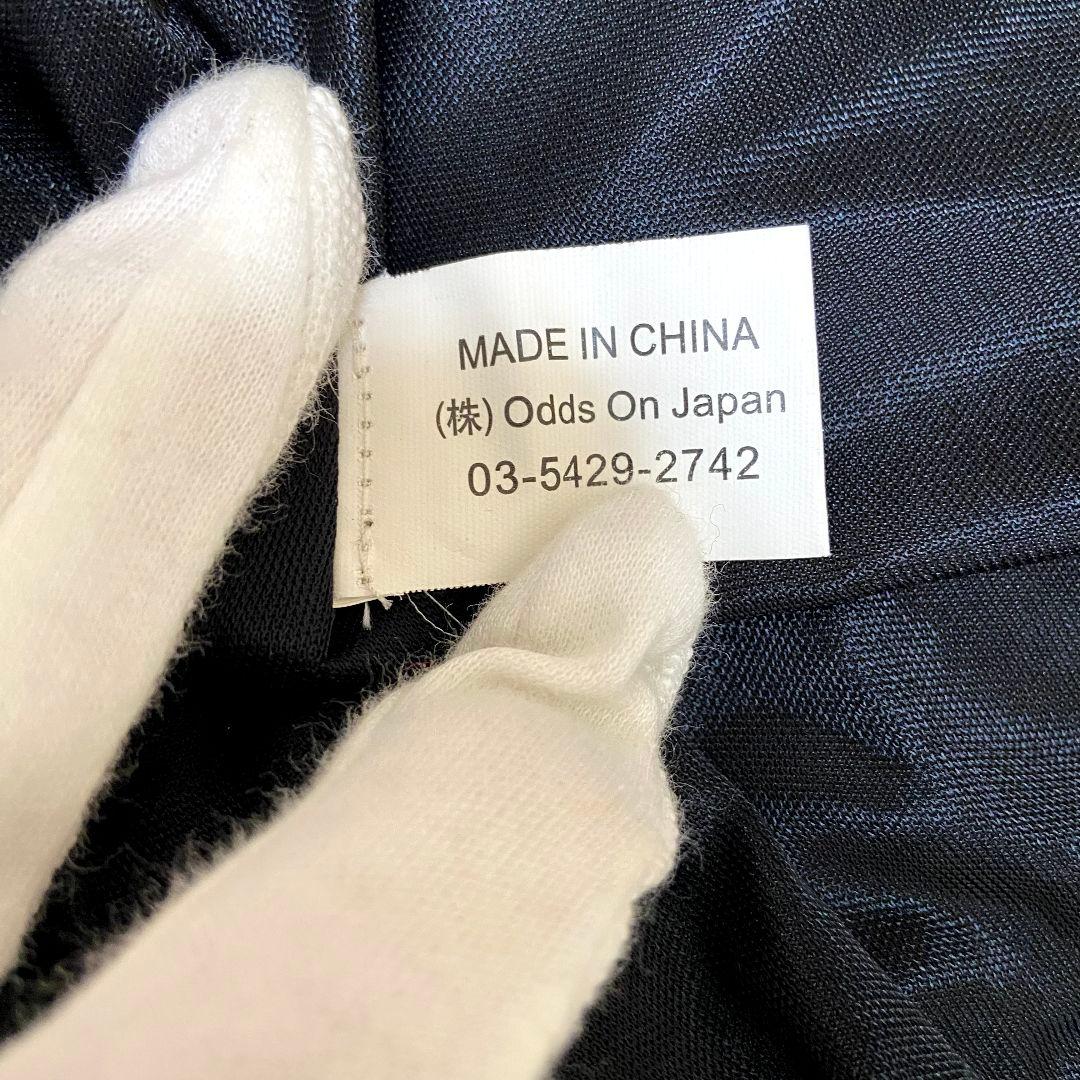 MADE IN CHINA
(株) Odds On Japan
03-5429-2742